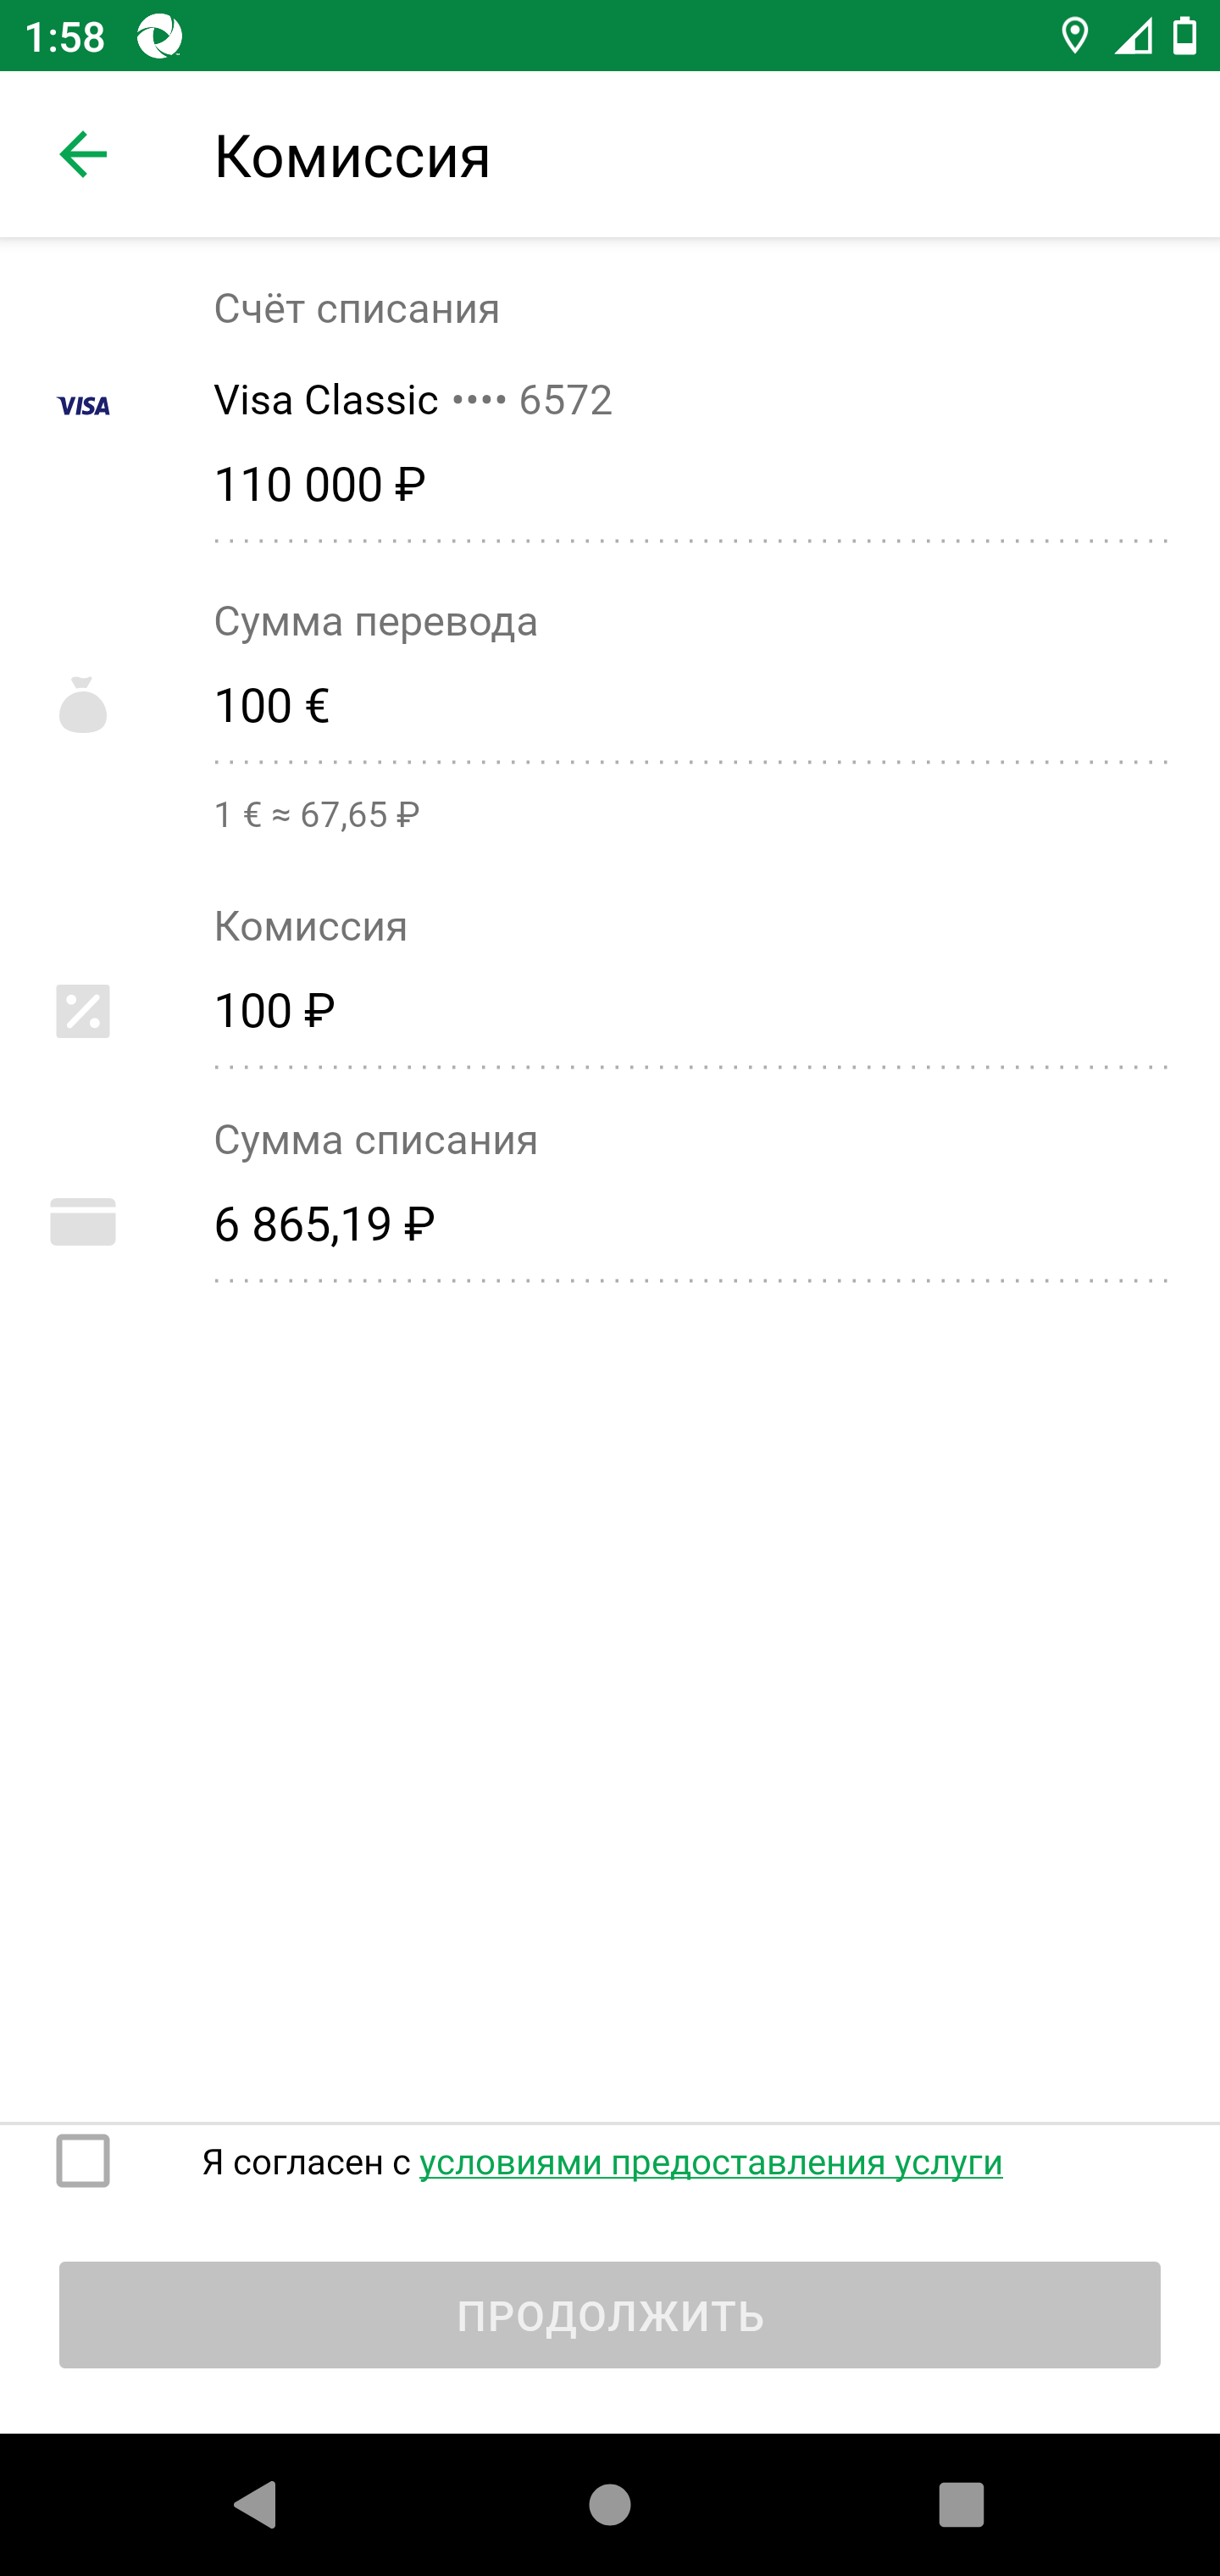 1:58
Комиссия
Счёт списания
VISA
Visa Classic •••• 6572
110 000 ₽
Сумма перевода
100 €
1 € ≈ 67,65 ₽
Комиссия
100 ₽
Сумма списания
6 865,19 ₽
Я согласен с условиями предоставления услуги
ПРОДОЛЖИТЬ